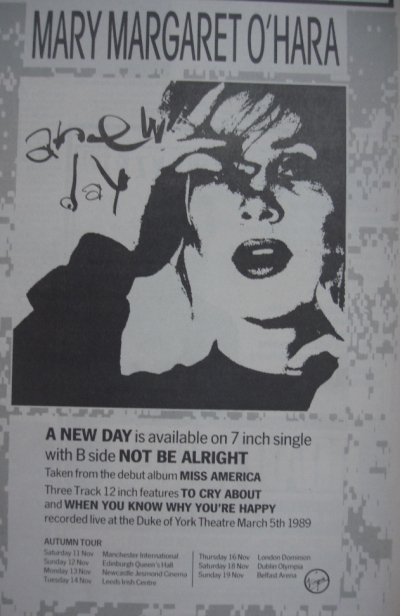 MARY MARGARET O'HARA
anew
day
A NEW DAY is available on 7 inch single
with B side NOT BE ALRIGHT
Taken from the debut album MISS AMERICA
Three Track 12 inch features TO CRY ABOUT
and WHEN YOU KNOW WHY YOU'RE HAPPY
recorded live at the Duke of York Theatre March 5th 1989
AUTUMN TOUR
Saturday 11 Nov Manchester International
Sunday 12 Nov Edinburgh Queen's Hall
Monday 13 Nov Newcastle Jesmond Cinema
Tuesday 14 Nov Leeds Irish Centre
Thursday 16 Nov London Dominion
Saturday 18 Nov Dublin Olympia
Sunday 19 Nov Belfast Arena
Virgin